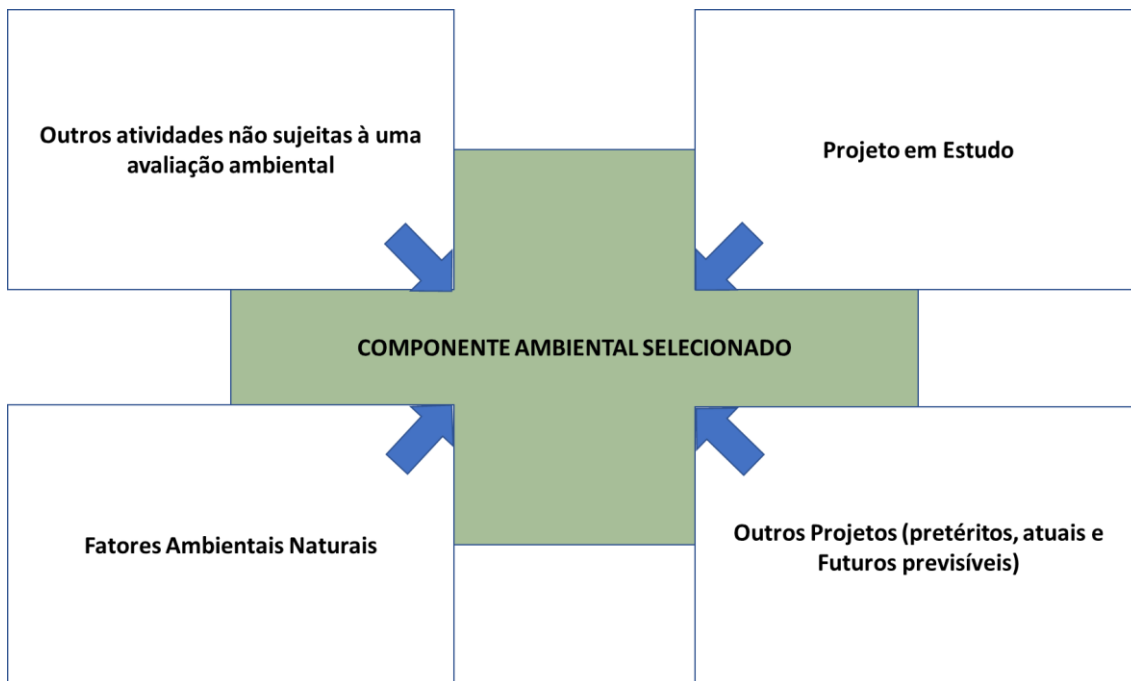 Outros atividades não sujeitas à uma
avaliação ambiental
Projeto em Estudo
COMPONENTE AMBIENTAL SELECIONADO
Fatores Ambientais Naturais
Outros Projetos (pretéritos, atuais e
Futuros previsíveis)